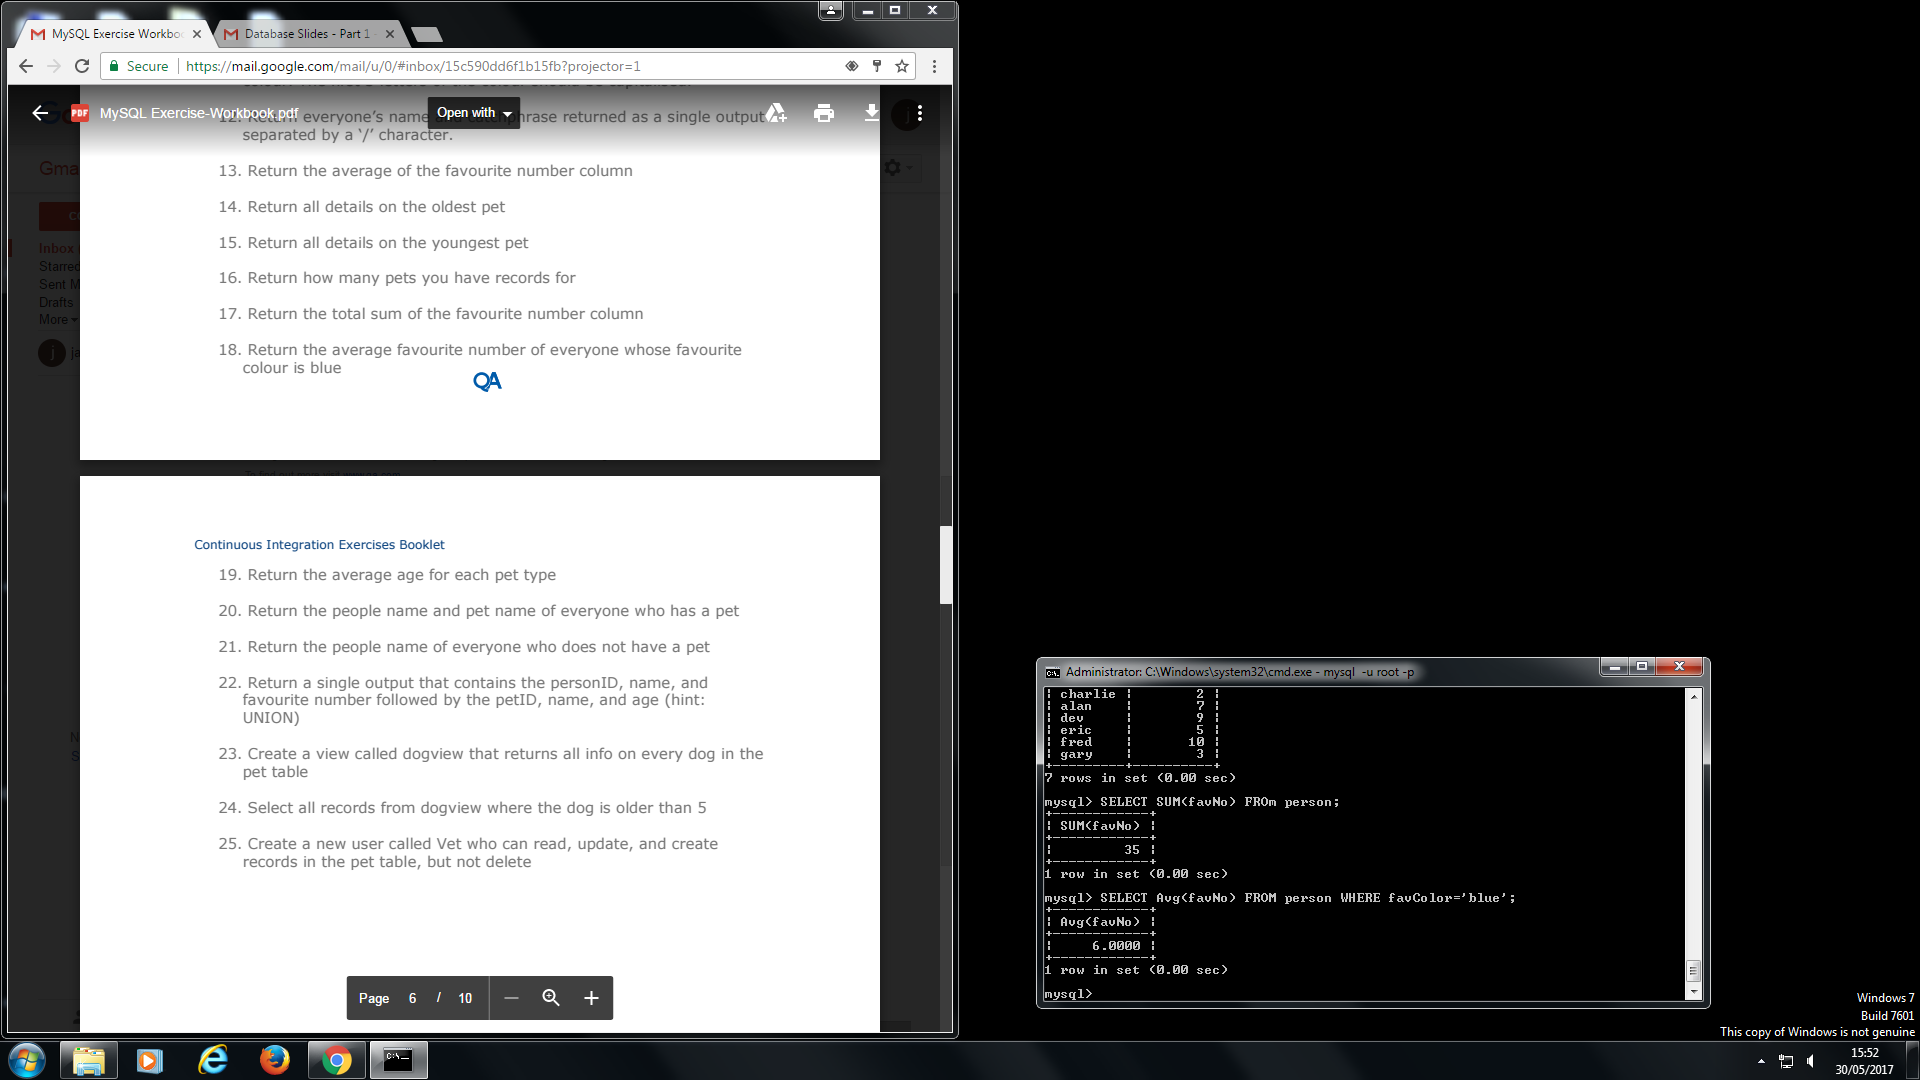 MySQL Exercise Workbo
Database Slides - Part 1
Secure
https://mail.google.com/mail/u/0/#inbox/15c590dd6f1b15fb?projector=1
PDF
MySQL Exercise-Workbook.pdf
Open with
Gma
Inbox
Starred
Sent M
Drafts
More
12. Return everyone's name and catchphrase returned as a single output
separated by a '/' character.
13. Return the average of the favourite number column
14. Return all details on the oldest pet
15. Return all details on the youngest pet
16. Return how many pets you have records for
17. Return the total sum of the favourite number column
18. Return the average favourite number of everyone whose favourite
colour is blue
QA
Continuous Integration Exercises Booklet
19. Return the average age for each pet type
20. Return the people name and pet name of everyone who has a pet
21. Return the people name of everyone who does not have a pet
22. Return a single output that contains the personID, name, and
favourite number followed by the petID, name, and age (hint:
UNION)
23. Create a view called dogview that returns all info on every dog in the
pet table
24. Select all records from dogview where the dog is older than 5
25. Create a new user called Vet who can read, update, and create
records in the pet table, but not delete
Page 6 / 10
Administrator: C:\Windows\system32\cmd.exe - mysql -u root -p
| charlie | 2 |
| alan | 7 |
| dev | 9 |
| eric | 5 |
| fred | 10 |
| gary | 3 |
+---------+----------+
7 rows in set (0.00 sec)
mysql> SELECT SUM(favNo) FROm person;
+------------+
| SUM(favNo) |
+------------+
| 35 |
+------------+
1 row in set (0.00 sec)
mysql> SELECT Avg(favNo) FROM person WHERE favColor='blue';
+------------+
| Avg(favNo) |
+------------+
| 6.0000 |
+------------+
1 row in set (0.00 sec)
mysql>
Windows 7
Build 7601
This copy of Windows is not genuine
15:52
30/05/2017